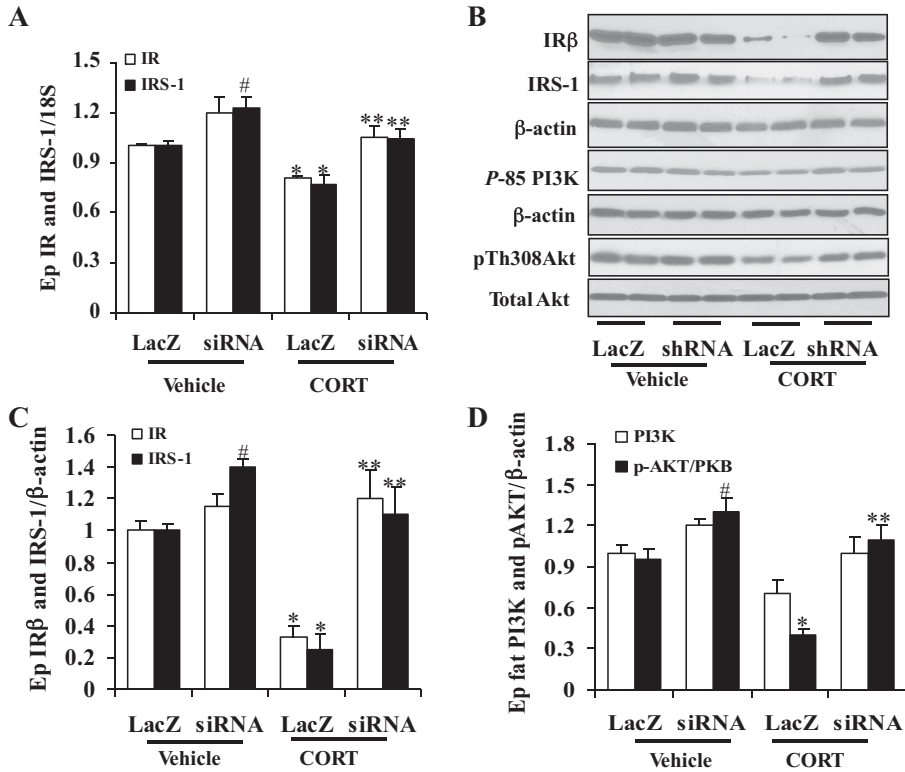 A
Ep IR and IRS-1/18S
1.5
1.2
0.9
0.6
0.3
0
IR
IRS-1
#
* *
** **
LacZ siRNA LacZ siRNA
Vehicle CORT
B
IRβ
IRS-1
β-actin
P-85 PI3K
β-actin
pTh308Akt
Total Akt
LacZ shRNA LacZ shRNA
Vehicle CORT
C
Ep IRβ and IRS-1/β-actin
1.6
1.4
1.2
1
0.8
0.6
0.4
0.2
0
IR
IRS-1
#
* *
** **
LacZ siRNA LacZ siRNA
Vehicle CORT
D
Ep fat PI3K and pAKT/β-actin
1.8
1.5
1.2
0.9
0.6
0.3
0
PI3K
p-AKT/PKB
#
*
**
LacZ siRNA LacZ siRNA
Vehicle CORT